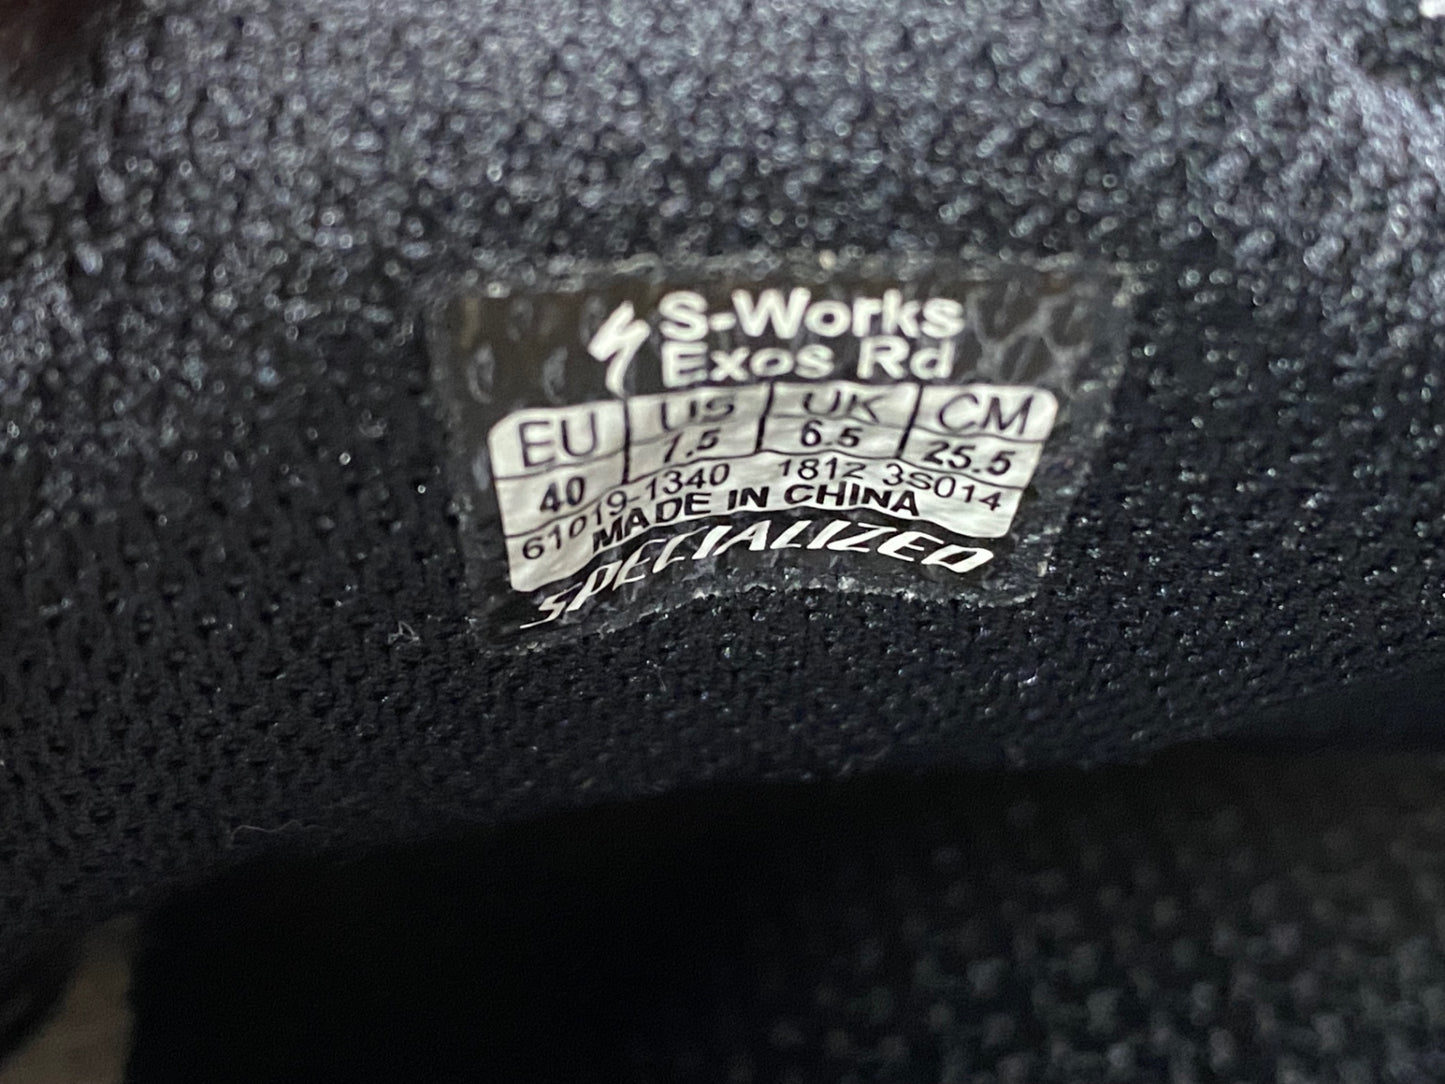 S-Works
Exos Rd
EU US UK CM
40 7.5 6.5 25.5
61019-1340 1812 3S014
MADE IN CHINA
SPECIALIZED